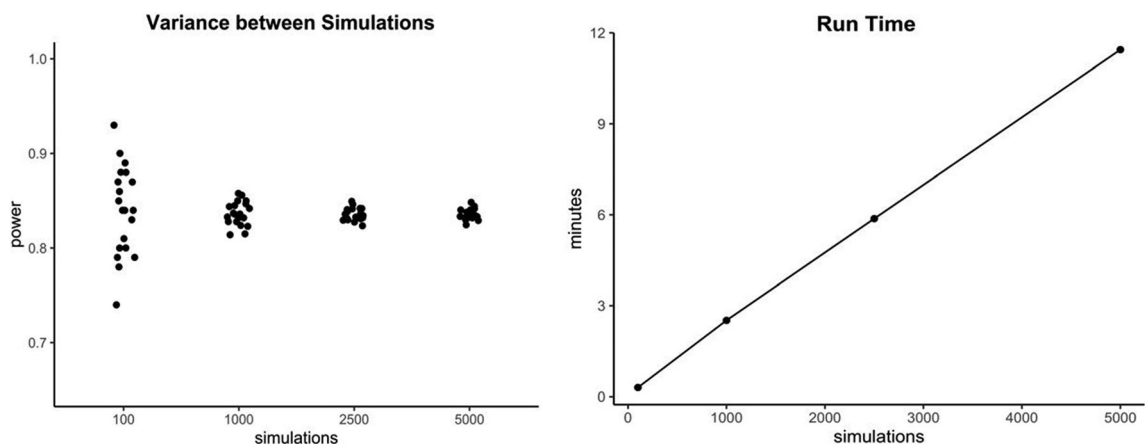 Variance between Simulations
power
1.0
0.9
0.8
0.7
100 1000 2500 5000
simulations
Run Time
minutes
12
9
6
3
0
0 1000 2000 3000 4000 5000
simulations